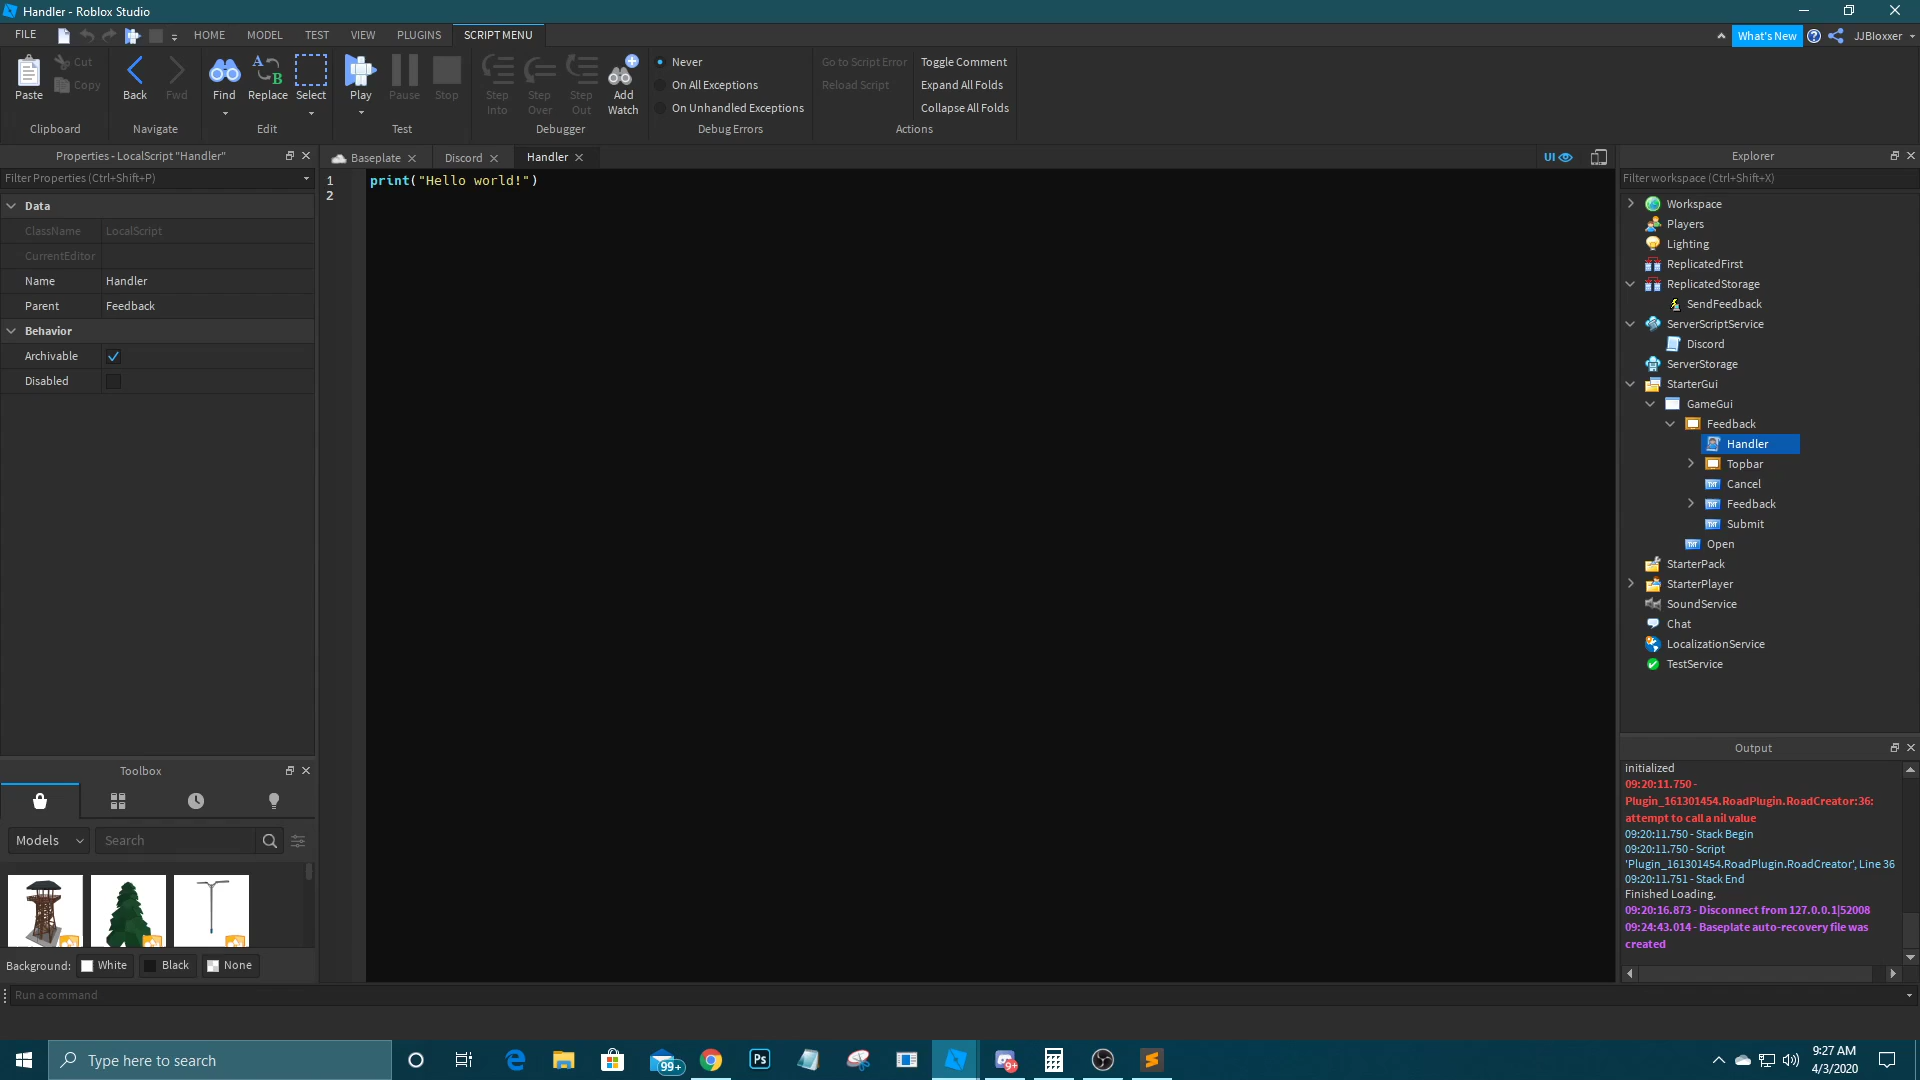 Handler - Roblox Studio
FILE
HOME
MODEL
TEST
VIEW
PLUGINS
SCRIPT MENU
What's New
JJBloxxer
Paste
Cut
Copy
Clipboard
Back
Fwd
Navigate
Find
Replace
Select
Edit
Play
Pause
Stop
Test
Step Into
Step Over
Step Out
Add Watch
Debugger
Never
On All Exceptions
On Unhandled Exceptions
Debug Errors
Go to Script Error
Reload Script
Toggle Comment
Expand All Folds
Collapse All Folds
Actions
Properties - LocalScript "Handler"
Filter Properties (Ctrl+Shift+P)
Data
ClassName LocalScript
CurrentEditor
Name Handler
Parent Feedback
Behavior
Archivable
Disabled
Toolbox
Models
Search
Background: White Black None
Run a command
Baseplate
Discord
Handler
UI
1 print("Hello world!")
2
Explorer
Filter workspace (Ctrl+Shift+X)
Workspace
Players
Lighting
ReplicatedFirst
ReplicatedStorage
SendFeedback
ServerScriptService
Discord
ServerStorage
StarterGui
GameGui
Feedback
Handler
Topbar
Cancel
Feedback
Submit
Open
StarterPack
StarterPlayer
SoundService
Chat
LocalizationService
TestService
Output
initialized
09:20:11.750 -
Plugin_161301454.RoadPlugin.RoadCreator:36:
attempt to call a nil value
09:20:11.750 - Stack Begin
09:20:11.750 - Script
'Plugin_161301454.RoadPlugin.RoadCreator', Line 36
09:20:11.751 - Stack End
Finished Loading.
09:20:16.873 - Disconnect from 127.0.0.1|52008
09:24:43.014 - Baseplate auto-recovery file was
created
Type here to search
99+
Ps
9+
9:27 AM
4/3/2020